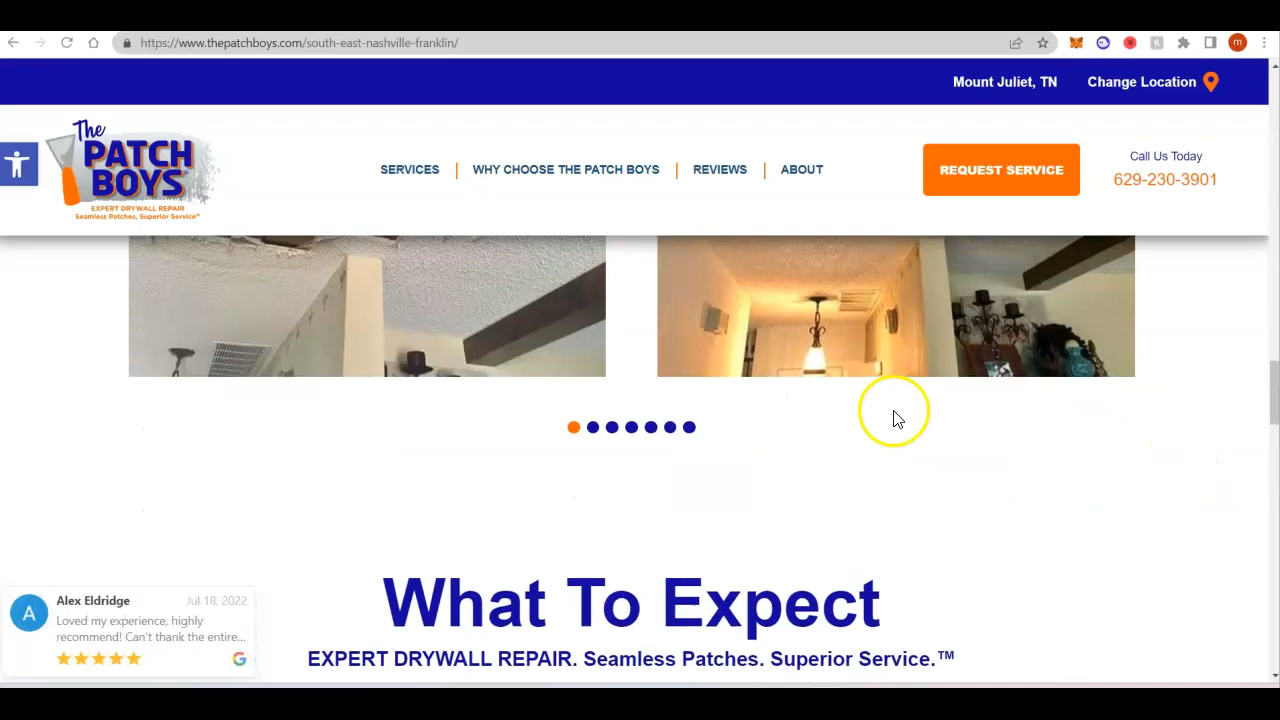 https://www.thepatchboys.com/south-east-nashville-franklin/
m
Mount Juliet, TN
Change Location
The
PATCH
BOYS
EXPERT DRYWALL REPAIR
Seamless Patches, Superior Service™
SERVICES
WHY CHOOSE THE PATCH BOYS
REVIEWS
ABOUT
REQUEST SERVICE
Call Us Today
629-230-3901
What To Expect
EXPERT DRYWALL REPAIR. Seamless Patches. Superior Service.™
A
Alex Eldridge
Jul 18, 2022
Loved my experience, highly
recommend! Can't thank the entire...
G